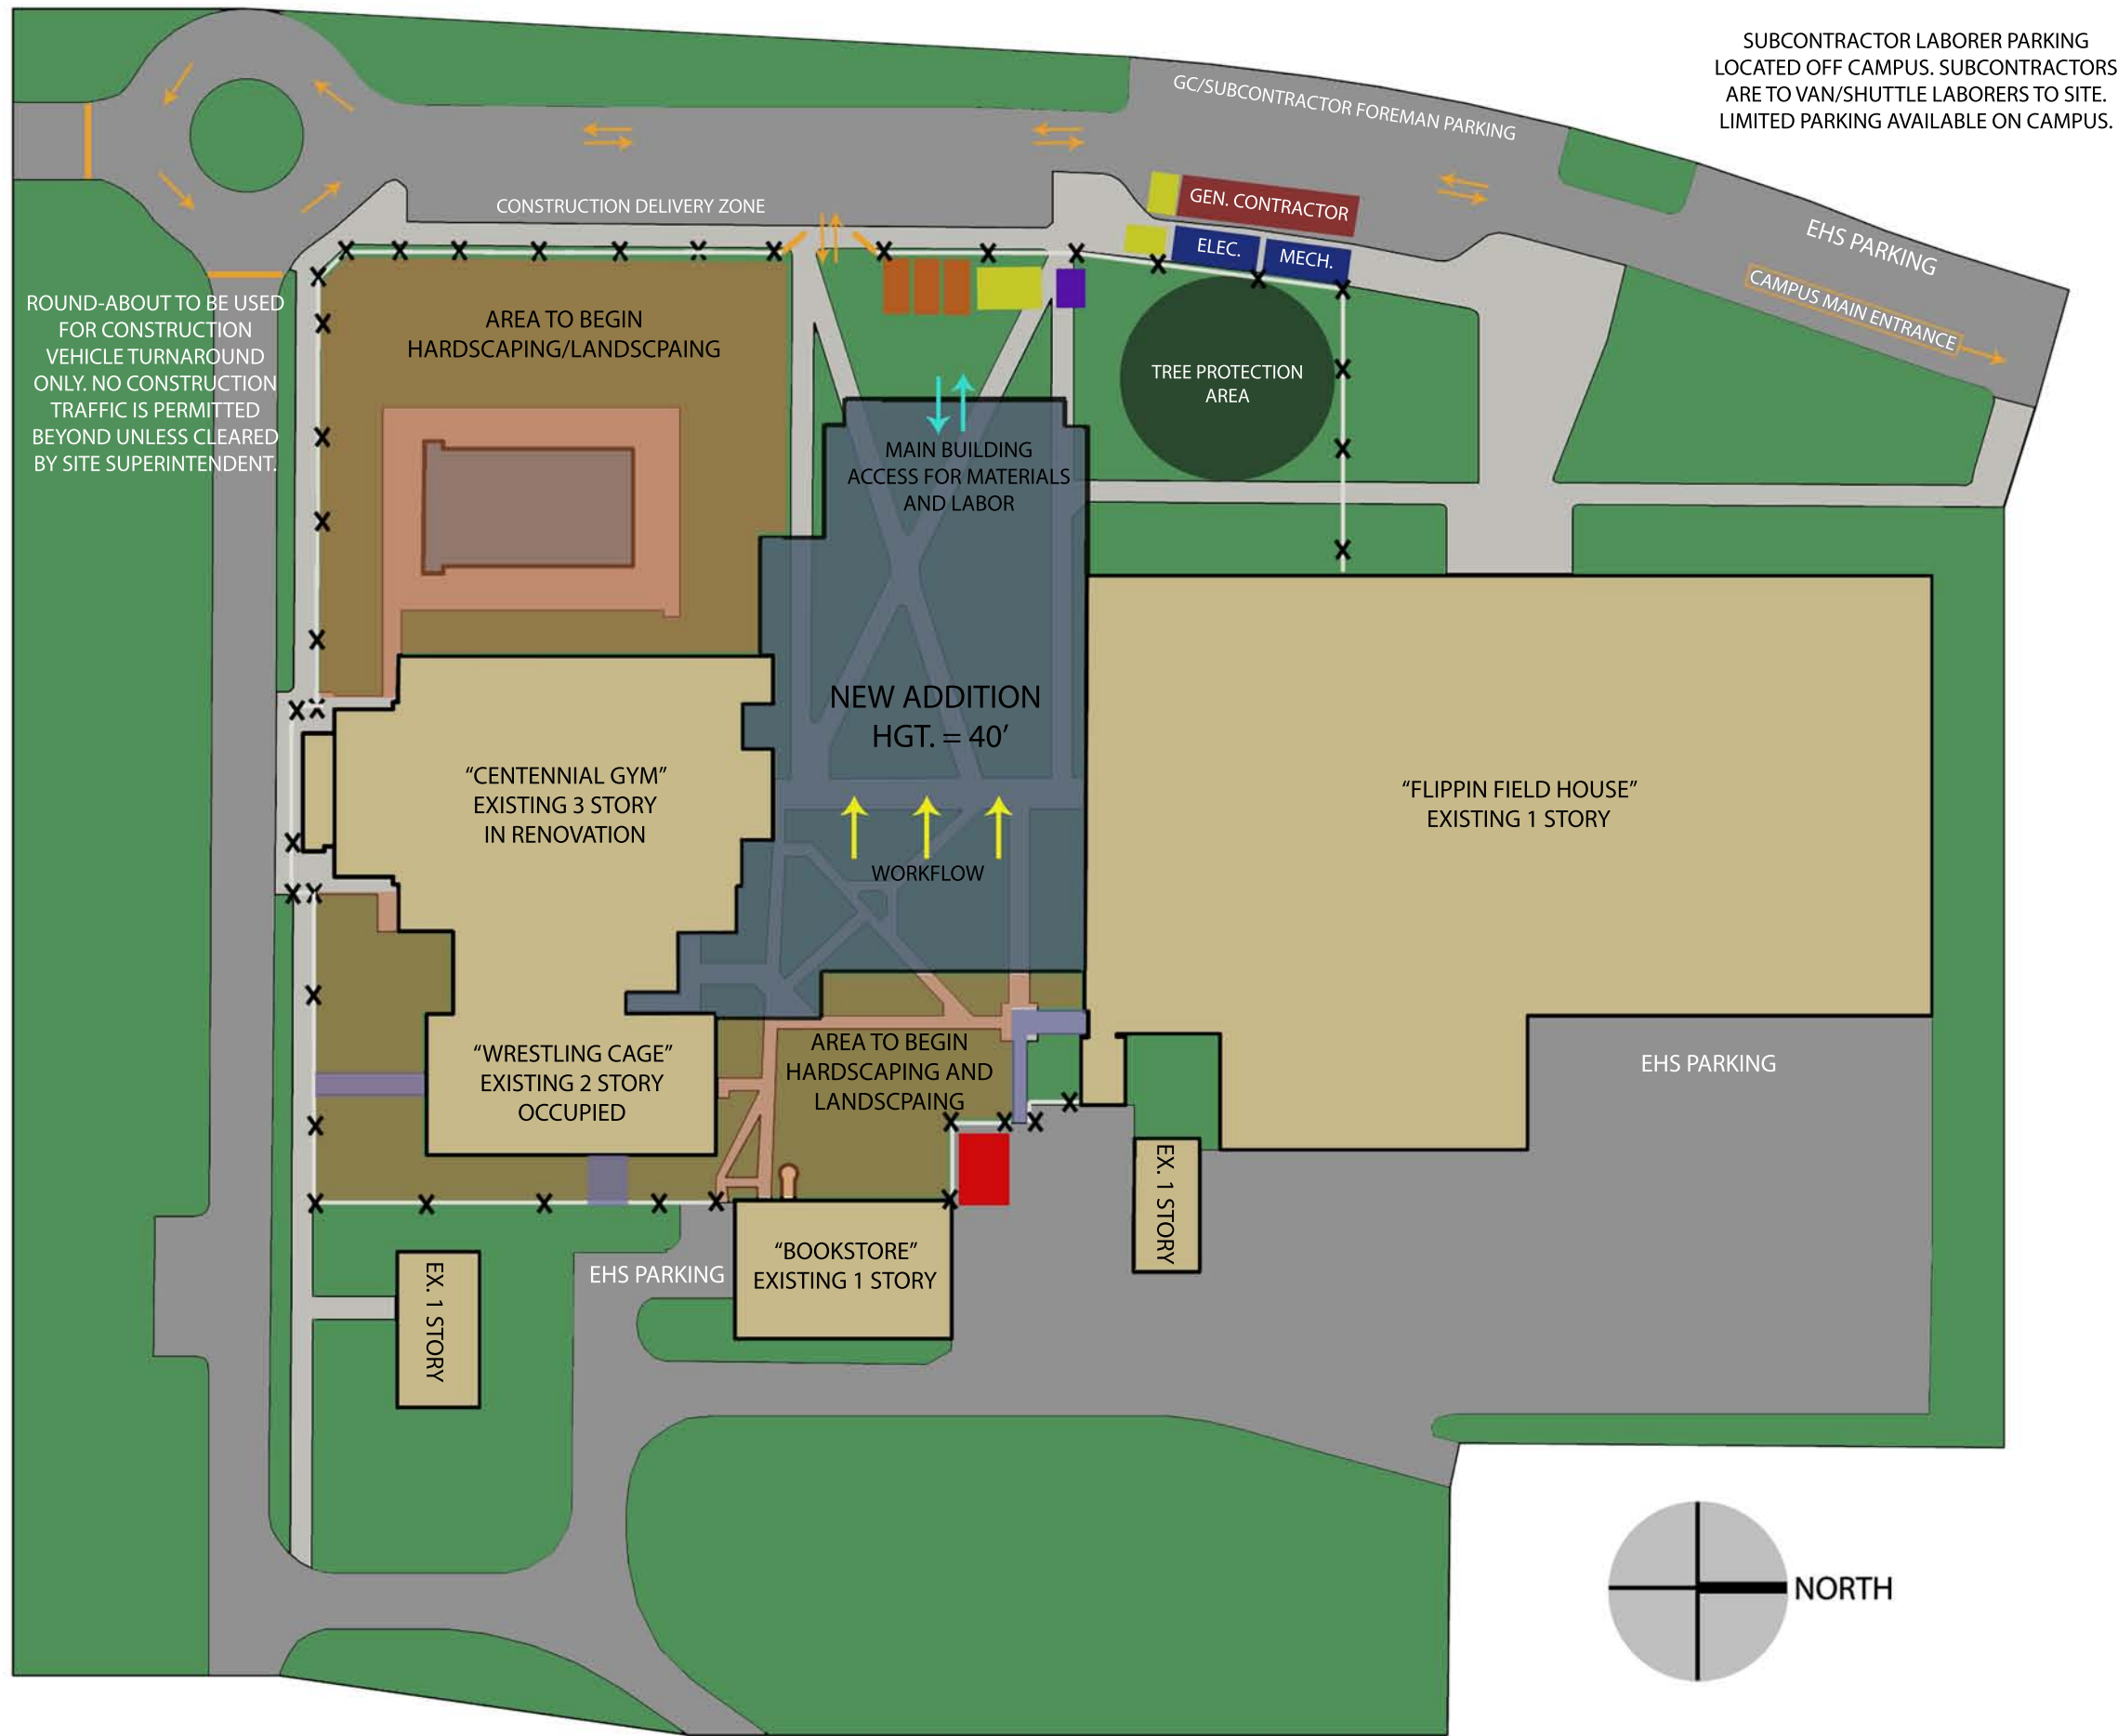 SUBCONTRACTOR LABORER PARKING
LOCATED OFF CAMPUS. SUBCONTRACTORS
ARE TO VAN/SHUTTLE LABORERS TO SITE.
LIMITED PARKING AVAILABLE ON CAMPUS.
GC/SUBCONTRACTOR FOREMAN PARKING
CONSTRUCTION DELIVERY ZONE
GEN. CONTRACTOR
ELEC.
MECH.
EHS PARKING
CAMPUS MAIN ENTRANCE
ROUND-ABOUT TO BE USED
FOR CONSTRUCTION
VEHICLE TURNAROUND
ONLY. NO CONSTRUCTION
TRAFFIC IS PERMITTED
BEYOND UNLESS CLEARED
BY SITE SUPERINTENDENT.
AREA TO BEGIN
HARDSCAPING/LANDSCPAING
TREE PROTECTION
AREA
MAIN BUILDING
ACCESS FOR MATERIALS
AND LABOR
NEW ADDITION
HGT. = 40’
“CENTENNIAL GYM”
EXISTING 3 STORY
IN RENOVATION
“FLIPPIN FIELD HOUSE”
EXISTING 1 STORY
WORKFLOW
“WRESTLING CAGE”
EXISTING 2 STORY
OCCUPIED
AREA TO BEGIN
HARDSCAPING AND
LANDSCPAING
EHS PARKING
EX. 1 STORY
“BOOKSTORE”
EXISTING 1 STORY
EHS PARKING
EX. 1 STORY
NORTH